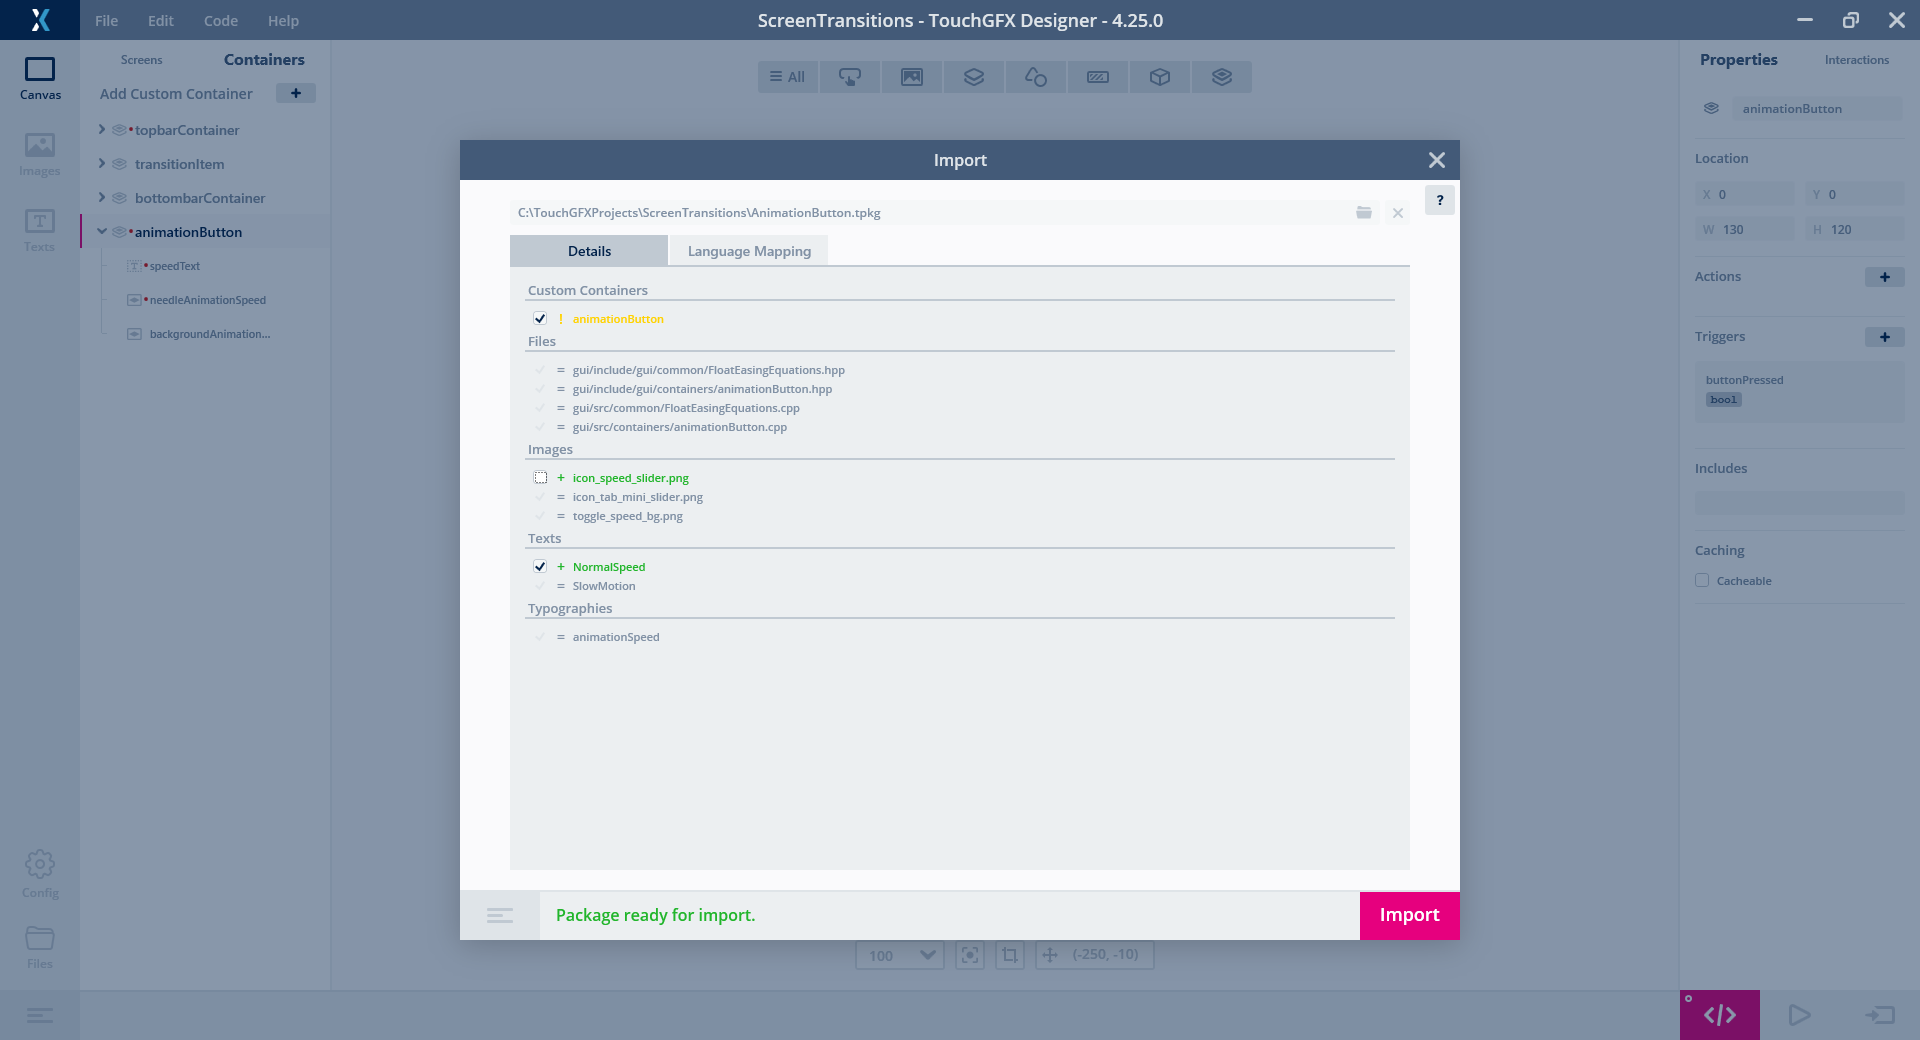 File Edit Code Help
ScreenTransitions - TouchGFX Designer - 4.25.0
Canvas
Images
Texts
Config
Files
Screens Containers
Add Custom Container +
topbarContainer
transitionItem
bottombarContainer
animationButton
speedText
needleAnimationSpeed
backgroundAnimation...
All
Import
?
C:\TouchGFXProjects\ScreenTransitions\AnimationButton.tpkg
Details Language Mapping
Custom Containers
! animationButton
Files
= gui/include/gui/common/FloatEasingEquations.hpp
= gui/include/gui/containers/animationButton.hpp
= gui/src/common/FloatEasingEquations.cpp
= gui/src/containers/animationButton.cpp
Images
+ icon_speed_slider.png
= icon_tab_mini_slider.png
= toggle_speed_bg.png
Texts
+ NormalSpeed
= SlowMotion
Typographies
= animationSpeed
Package ready for import.
Import
100
(-250, -10)
Properties Interactions
animationButton
Location
X 0 Y 0
W 130 H 120
Actions +
Triggers +
buttonPressed
bool
Includes
Caching
Cacheable